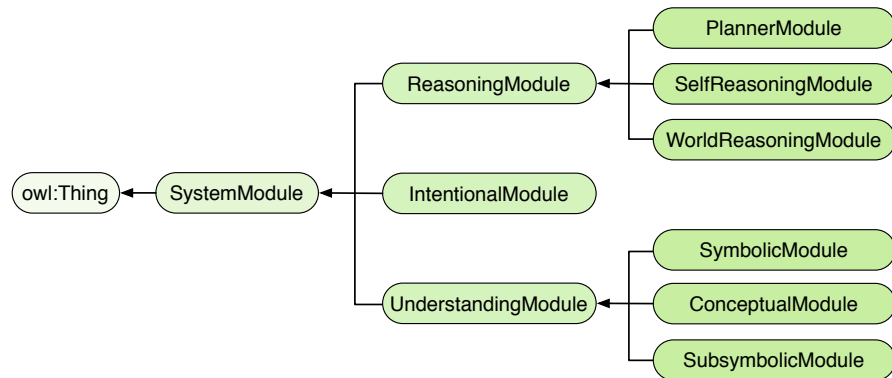 PlannerModule
ReasoningModule
SelfReasoningModule
WorldReasoningModule
owl:Thing
SystemModule
IntentionalModule
SymbolicModule
UnderstandingModule
ConceptualModule
SubsymbolicModule